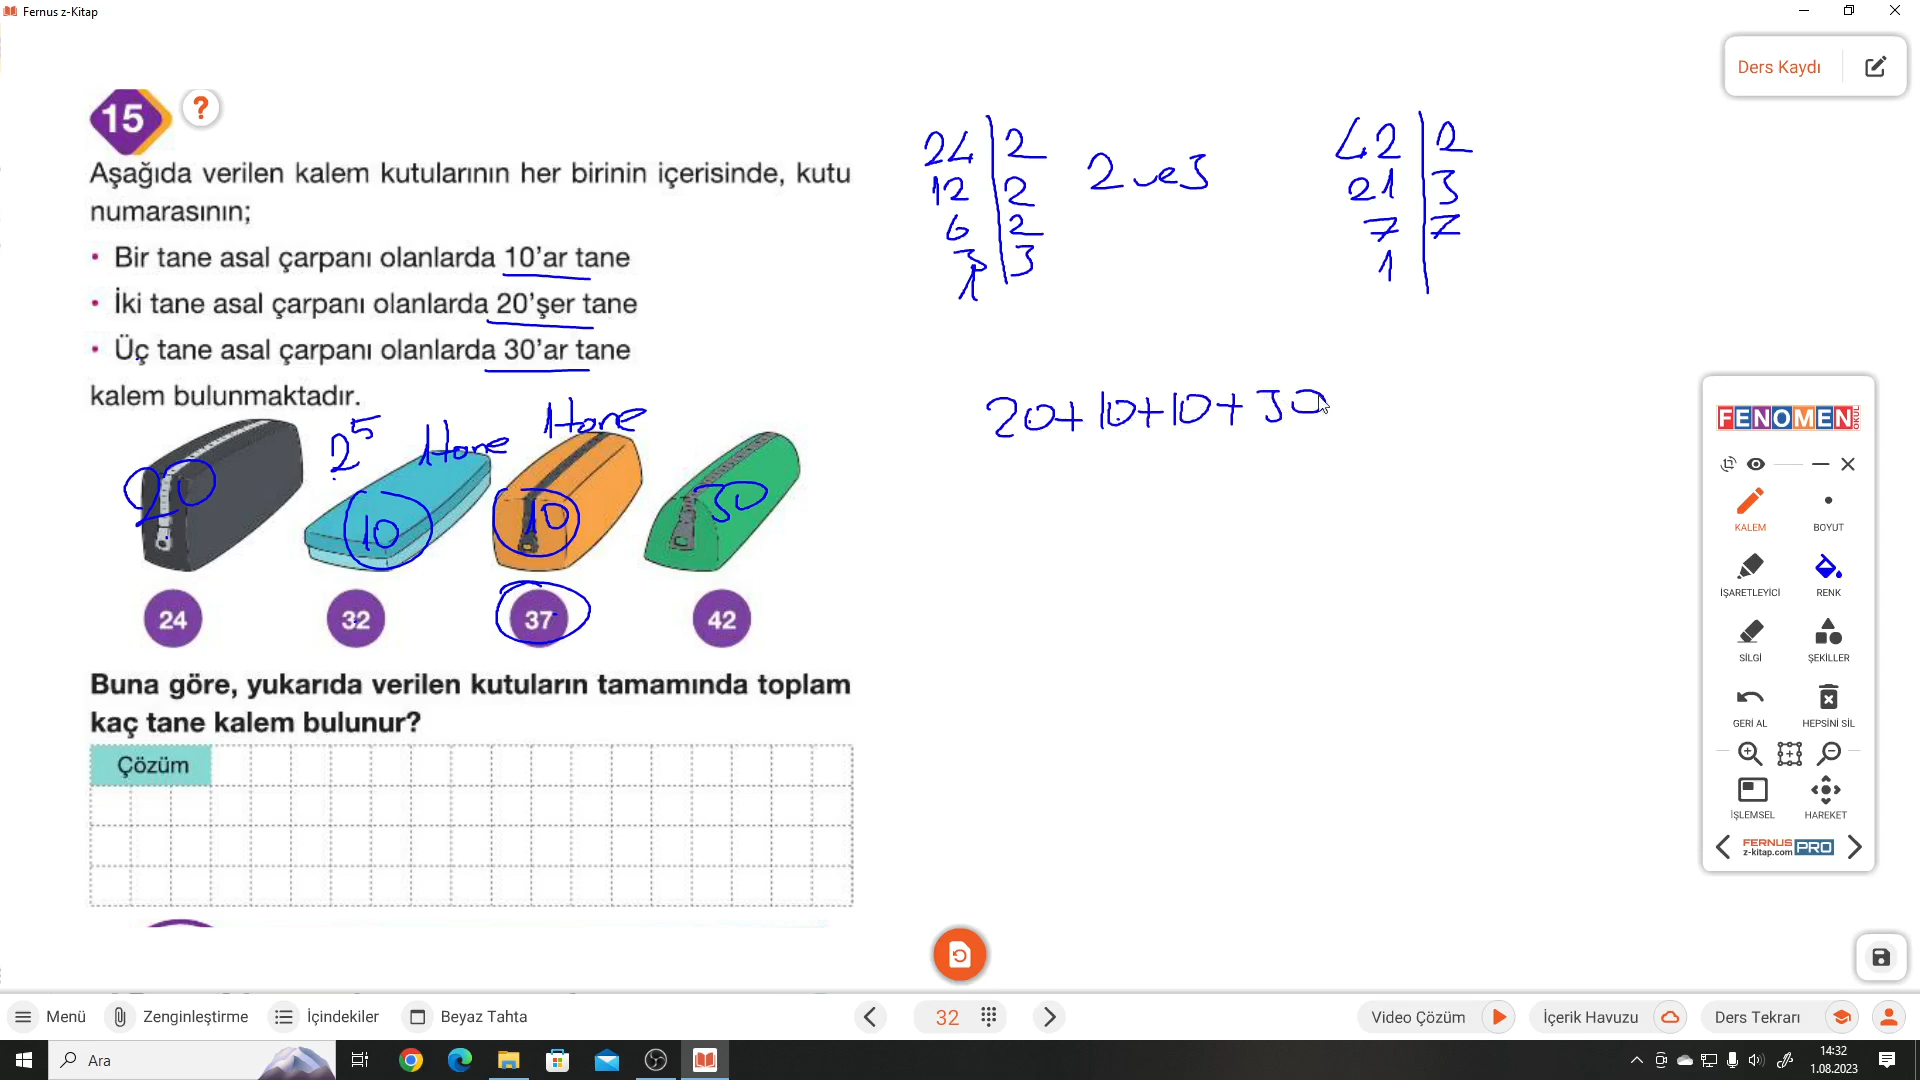 Fernus z-Kitap
Ders Kaydı
15
?
Aşağıda verilen kalem kutularının her birinin içerisinde, kutu
numarasının;
• Bir tane asal çarpanı olanlarda 10'ar tane
• İki tane asal çarpanı olanlarda 20'şer tane
• Üç tane asal çarpanı olanlarda 30'ar tane
kalem bulunmaktadır.
2⁵ 1 tane 1 tane
20 10 10 30
24 32 37 42
Buna göre, yukarıda verilen kutuların tamamında toplam
kaç tane kalem bulunur?
Çözüm
24 2
12 2
6 2
3 3
1
2 ve 3
42 2
21 3
7 7
1
20+10+10+30
FENOMEN OKUL
KALEM BOYUT
İŞARETLEYİCİ RENK
SİLGİ ŞEKİLLER
GERİ AL HEPSİNİ SİL
İŞLEMSEL HAREKET
FERNUS
z-kitap.com PRO
Menü Zenginleştirme İçindekiler Beyaz Tahta 32 Video Çözüm İçerik Havuzu Ders Tekrarı
Ara
14:32
1.08.2023